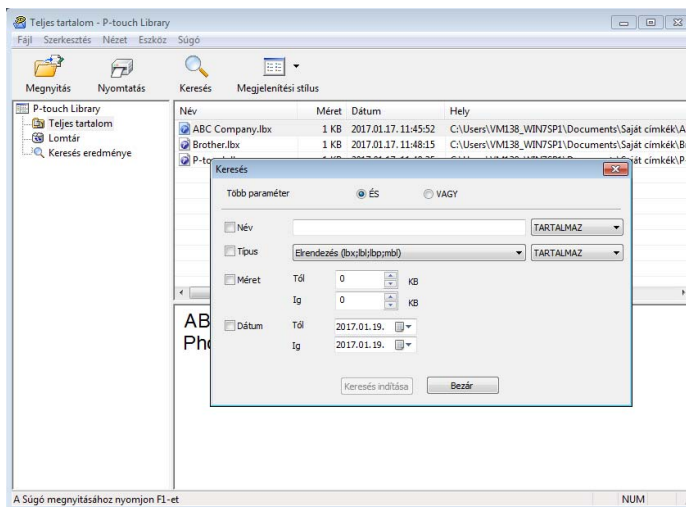 Teljes tartalom - P-touch Library
Fájl Szerkesztés Nézet Eszköz Súgó
Megnyitás Nyomtatás Keresés Megjelenítési stílus
P-touch Library
Teljes tartalom
Lomtár
Keresés eredménye
Név Méret Dátum Hely
ABC Company.lbx 1 KB 2017.01.17. 11:45:52 C:\Users\VM138_WIN7SP1\Documents\Saját címkék\A
Brother.lbx 1 KB 2017.01.17. 11:48:15 C:\Users\VM138_WIN7SP1\Documents\Saját címkék\B
Keresés
Több paraméter ÉS VAGY
Név TARTALMAZ
Típus Elrendezés (lbx;lbl;lbp;mbl) TARTALMAZ
Méret Tól 0 KB
Ig 0 KB
Dátum Tól 2017.01.19.
Ig 2017.01.19.
Keresés indítása Bezár
AB
Pho
A Súgó megnyitásához nyomjon F1-et NUM